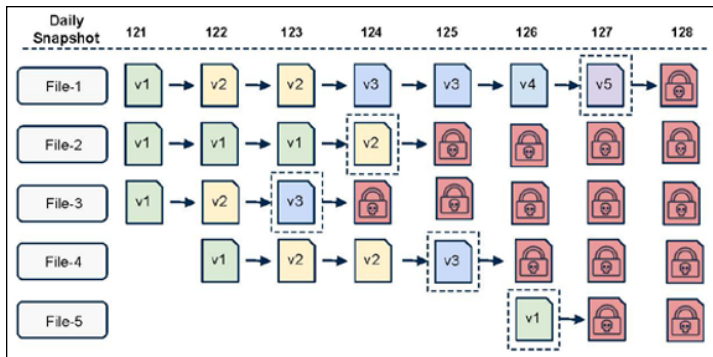 Daily
Snapshot 121 122 123 124 125 126 127 128
File-1 v1 v2 v2 v3 v3 v4 v5
File-2 v1 v1 v1 v2
File-3 v1 v2 v3
File-4 v1 v2 v2 v3
File-5 v1